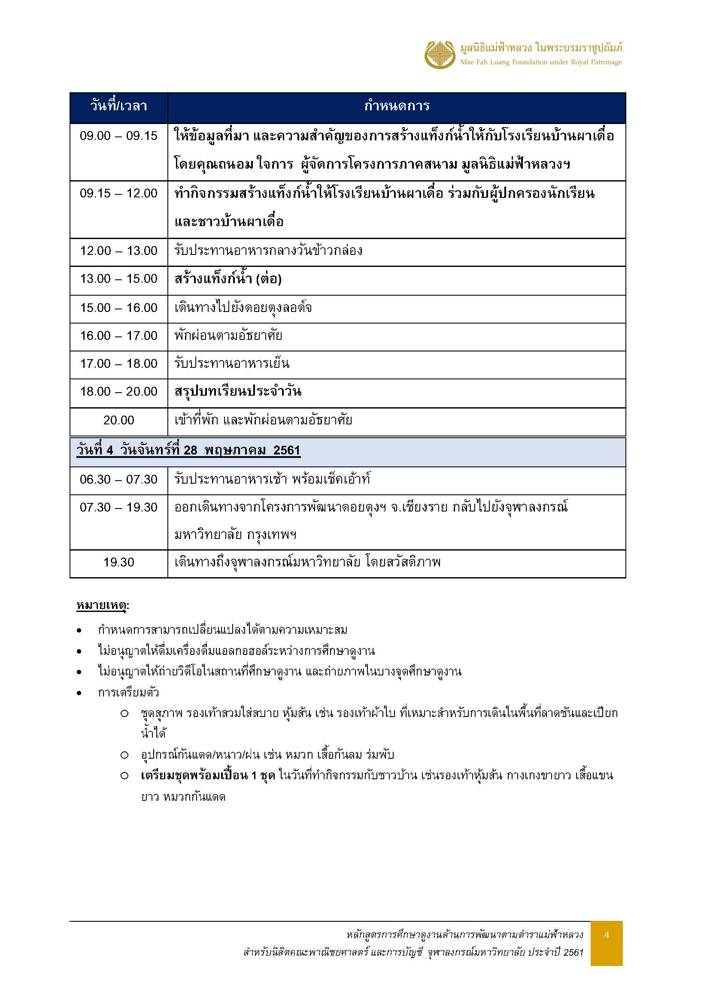 มูลนิธิแม่ฟ้าหลวง ในพระบรมราชูปถัมภ์
Mae Fah Luang Foundation under Royal Patronage
วันที่/เวลา กำหนดการ
09.00 – 09.15 ให้ข้อมูลที่มา และความสำคัญของการสร้างแท็งก์น้ำให้กับโรงเรียนบ้านผาเดื่อ
โดยคุณถนอม ใจการ ผู้จัดการโครงการภาคสนาม มูลนิธิแม่ฟ้าหลวงฯ
09.15 – 12.00 ทำกิจกรรมสร้างแท็งก์น้ำให้โรงเรียนบ้านผาเดื่อ ร่วมกับผู้ปกครองนักเรียน
และชาวบ้านผาเดื่อ
12.00 – 13.00 รับประทานอาหารกลางวันข้าวกล่อง
13.00 – 15.00 สร้างแท็งก์น้ำ (ต่อ)
15.00 – 16.00 เดินทางไปยังดอยตุงลอด์จ
16.00 – 17.00 พักผ่อนตามอัธยาศัย
17.00 – 18.00 รับประทานอาหารเย็น
18.00 – 20.00 สรุปบทเรียนประจำวัน
20.00 เข้าที่พัก และพักผ่อนตามอัธยาศัย
วันที่ 4 วันจันทร์ที่ 28 พฤษภาคม 2561
06.30 – 07.30 รับประทานอาหารเช้า พร้อมเช็คเอ้าท์
07.30 – 19.30 ออกเดินทางจากโครงการพัฒนาดอยตุงฯ จ.เชียงราย กลับไปยังจุฬาลงกรณ์
มหาวิทยาลัย กรุงเทพฯ
19.30 เดินทางถึงจุฬาลงกรณ์มหาวิทยาลัย โดยสวัสดิภาพ
หมายเหตุ:
• กำหนดการสามารถเปลี่ยนแปลงได้ตามความเหมาะสม
• ไม่อนุญาตให้ดื่มเครื่องดื่มแอลกอฮอล์ระหว่างการศึกษาดูงาน
• ไม่อนุญาตให้ถ่ายวิดีโอในสถานที่ศึกษาดูงาน และถ่ายภาพในบางจุดศึกษาดูงาน
• การเตรียมตัว
o ชุดสุภาพ รองเท้าสวมใส่สบาย หุ้มส้น เช่น รองเท้าผ้าใบ ที่เหมาะสำหรับการเดินในพื้นที่ลาดชันและเปียก
น้ำได้
o อุปกรณ์กันแดด/หนาว/ฝน เช่น หมวก เสื้อกันลม ร่มพับ
o เตรียมชุดพร้อมเปื้อน 1 ชุด ในวันที่ทำกิจกรรมกับชาวบ้าน เช่นรองเท้าหุ้มส้น กางเกงขายาว เสื้อแขน
ยาว หมวกกันแดด
หลักสูตรการศึกษาดูงานด้านการพัฒนาตามตำราแม่ฟ้าหลวง 4
สำหรับนิสิตคณะพาณิชยศาสตร์ และการบัญชี จุฬาลงกรณ์มหาวิทยาลัย ประจำปี 2561